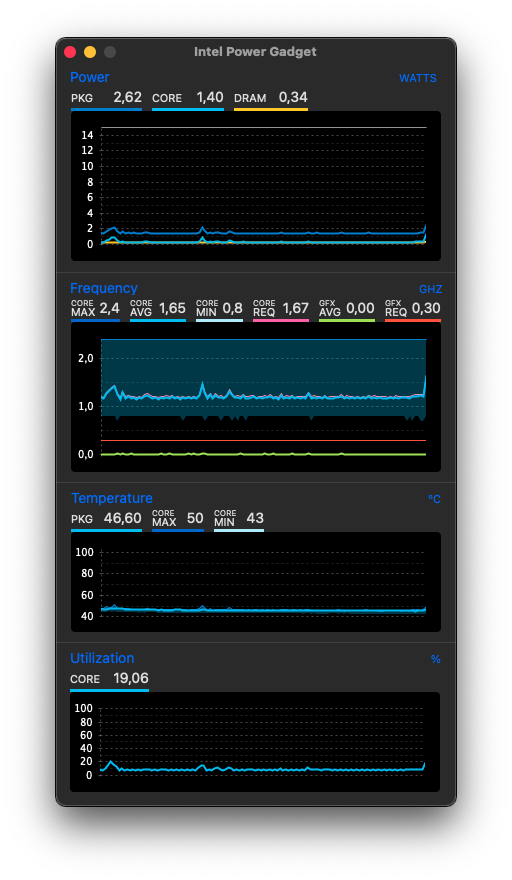 Intel Power Gadget
Power WATTS
PKG 2,62 CORE 1,40 DRAM 0,34
14
12
10
8
6
4
2
0
Frequency GHZ
CORE MAX 2,4 CORE AVG 1,65 CORE MIN 0,8 CORE REQ 1,67 GFX AVG 0,00 GFX REQ 0,30
2,0
1,0
0,0
Temperature °C
PKG 46,60 CORE MAX 50 CORE MIN 43
100
80
60
40
Utilization %
CORE 19,06
100
80
60
40
20
0